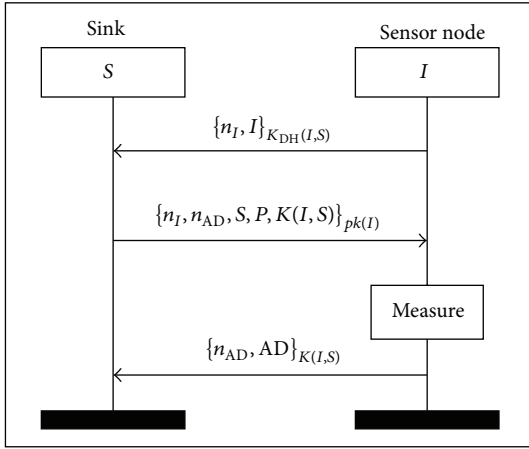 Sink
Sensor node
S
I
{n_I, I}_{K_DH(I,S)}
{n_I, n_AD, S, P, K(I, S)}_{pk(I)}
Measure
{n_AD, AD}_{K(I,S)}